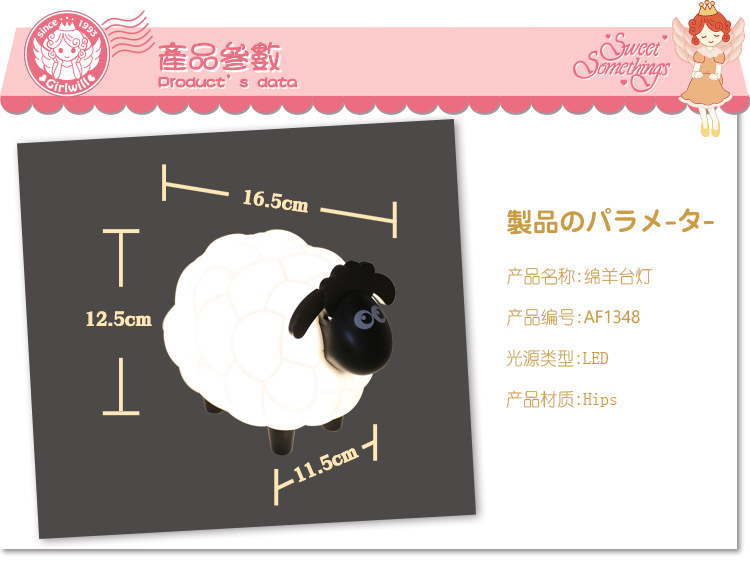 since 1993
Girlwill
產品參數
Product's data
Sweet
Somethings
16.5cm
12.5cm
11.5cm
製品のパラメ-タ-
产品名称:绵羊台灯
产品编号:AF1348
光源类型:LED
产品材质:Hips